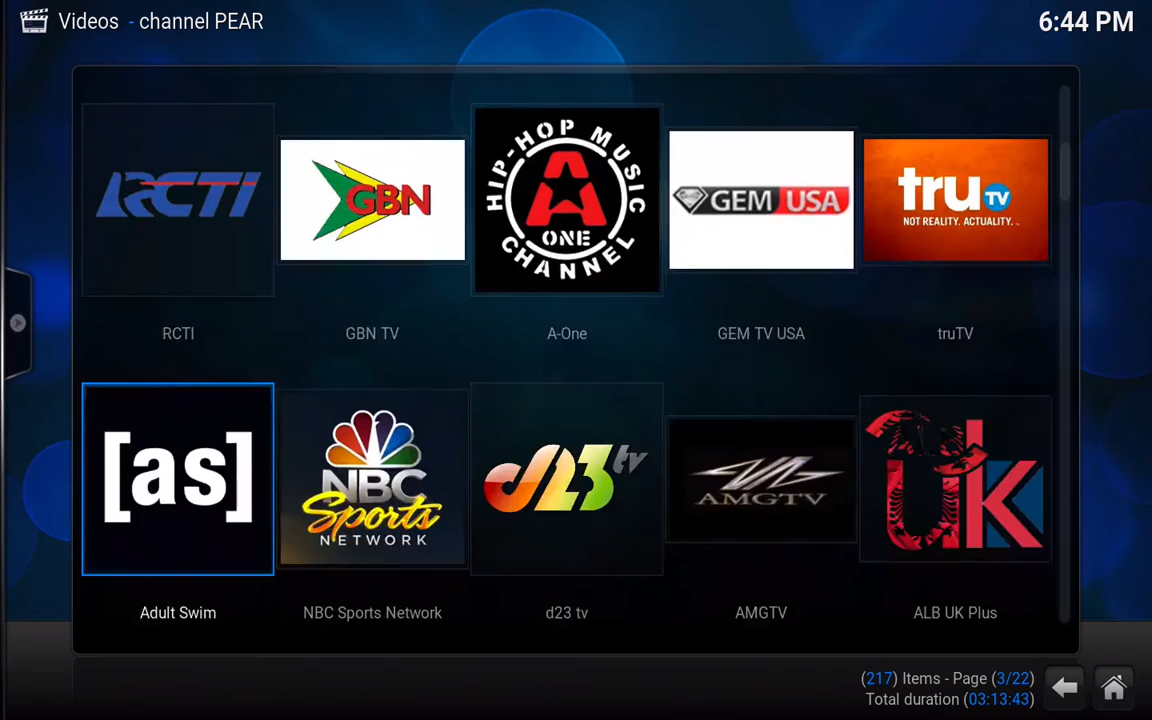 Videos - channel PEAR
6:44 PM
RCTI
GBN
HIP-HOP MUSIC
A
ONE
CHANNEL
GEM USA
tru TV
NOT REALITY. ACTUALITY.
RCTI
GBN TV
A-One
GEM TV USA
truTV
[as]
NBC
Sports
NETWORK
d23 tv
AMGTV
UK
Adult Swim
NBC Sports Network
d23 tv
AMGTV
ALB UK Plus
(217) Items - Page (3/22)
Total duration (03:13:43)